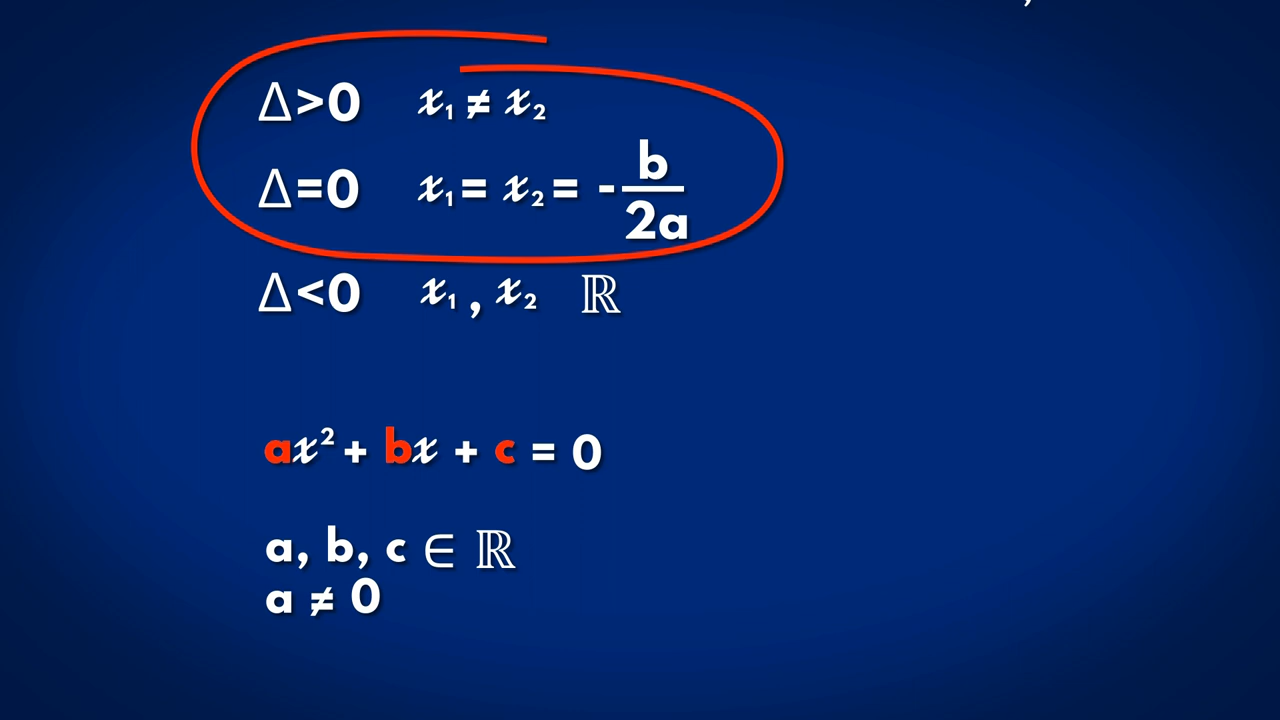 Δ>0 x₁ ≠ x₂
Δ=0 x₁ = x₂ = -b/2a
Δ<0 x₁ , x₂ ℝ
ax² + bx + c = 0
a, b, c ∈ ℝ
a ≠ 0